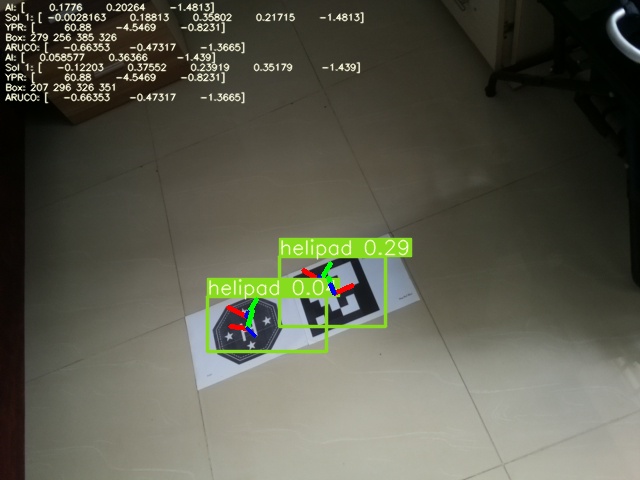 AI: [ 0.1776 0.20264 -1.4813]
Sol 1: [ -0.0028163 0.18813 0.35802 0.21715 -1.4813]
YPR: [ 60.88 -4.5469 -0.8231]
Box: 279 256 385 326
ARUCO: [ -0.66353 -0.47317 -1.3665]
AI: [ 0.058577 0.36366 -1.439]
Sol 1: [ -0.12203 0.37552 0.23919 0.35179 -1.439]
YPR: [ 60.88 -4.5469 -0.8231]
Box: 207 296 326 351
ARUCO: [ -0.66353 -0.47317 -1.3665]
helipad 0.29
helipad 0.0